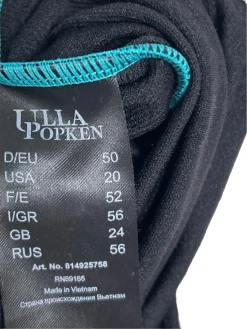 ULLA
POPKEN
D/EU 50
USA 20
F/E 52
I/GR 56
GB 24
RUS 56
Art. No. 814925758
RN89186
Made in Vietnam
Страна происхождения Вьетнам